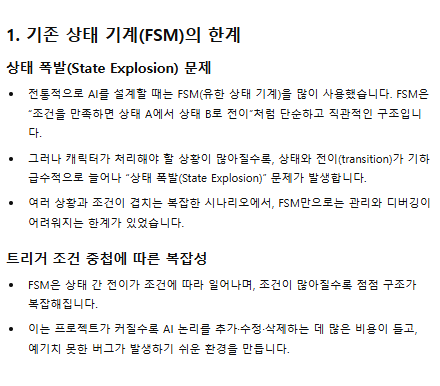 1. 기존 상태 기계(FSM)의 한계
상태 폭발(State Explosion) 문제
• 전통적으로 AI를 설계할 때는 FSM(유한 상태 기계)을 많이 사용했습니다. FSM은
“조건을 만족하면 상태 A에서 상태 B로 전이”처럼 단순하고 직관적인 구조입니
다.
• 그러나 캐릭터가 처리해야 할 상황이 많아질수록, 상태와 전이(transition)가 기하
급수적으로 늘어나 “상태 폭발(State Explosion)” 문제가 발생합니다.
• 여러 상황과 조건이 겹치는 복잡한 시나리오에서, FSM만으로는 관리와 디버깅이
어려워지는 한계가 있었습니다.
트리거 조건 중첩에 따른 복잡성
• FSM은 상태 간 전이가 조건에 따라 일어나며, 조건이 많아질수록 점점 구조가
복잡해집니다.
• 이는 프로젝트가 커질수록 AI 논리를 추가·수정·삭제하는 데 많은 비용이 들고,
예기치 못한 버그가 발생하기 쉬운 환경을 만듭니다.